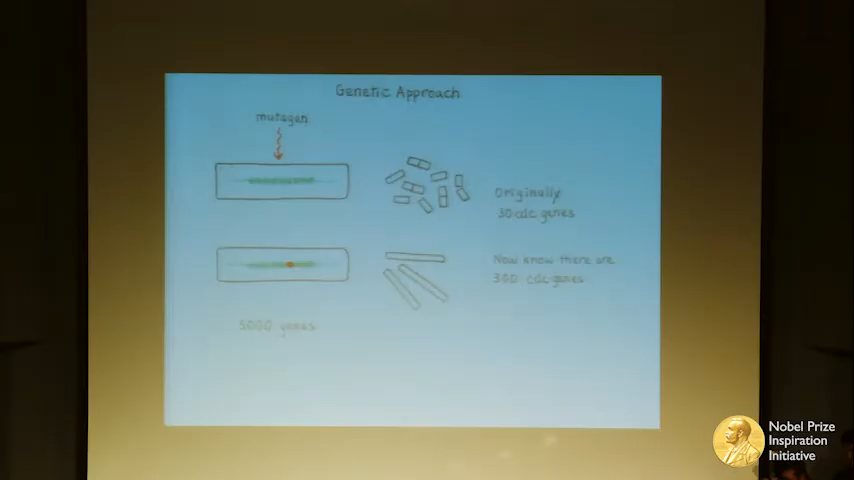 Genetic Approach
mutagen
Originally
30 cdc genes
Now know there are
300 cdc genes
5000 genes
Nobel Prize
Inspiration
Initiative